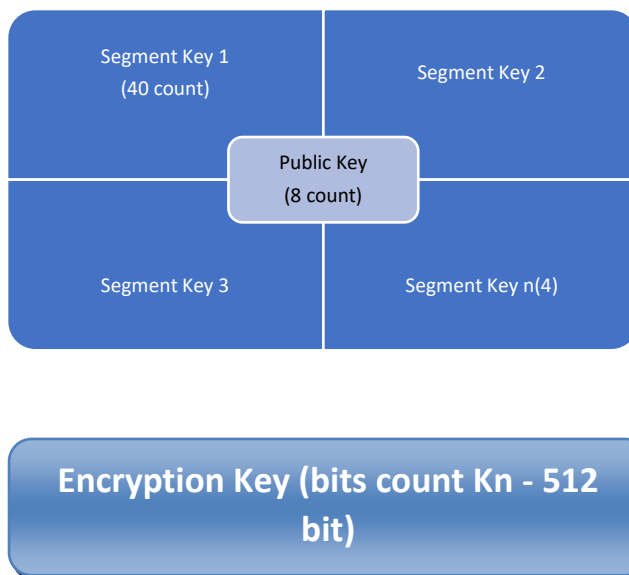 Segment Key 1
(40 count)
Segment Key 2
Public Key
(8 count)
Segment Key 3
Segment Key n(4)
Encryption Key (bits count Kn - 512
bit)